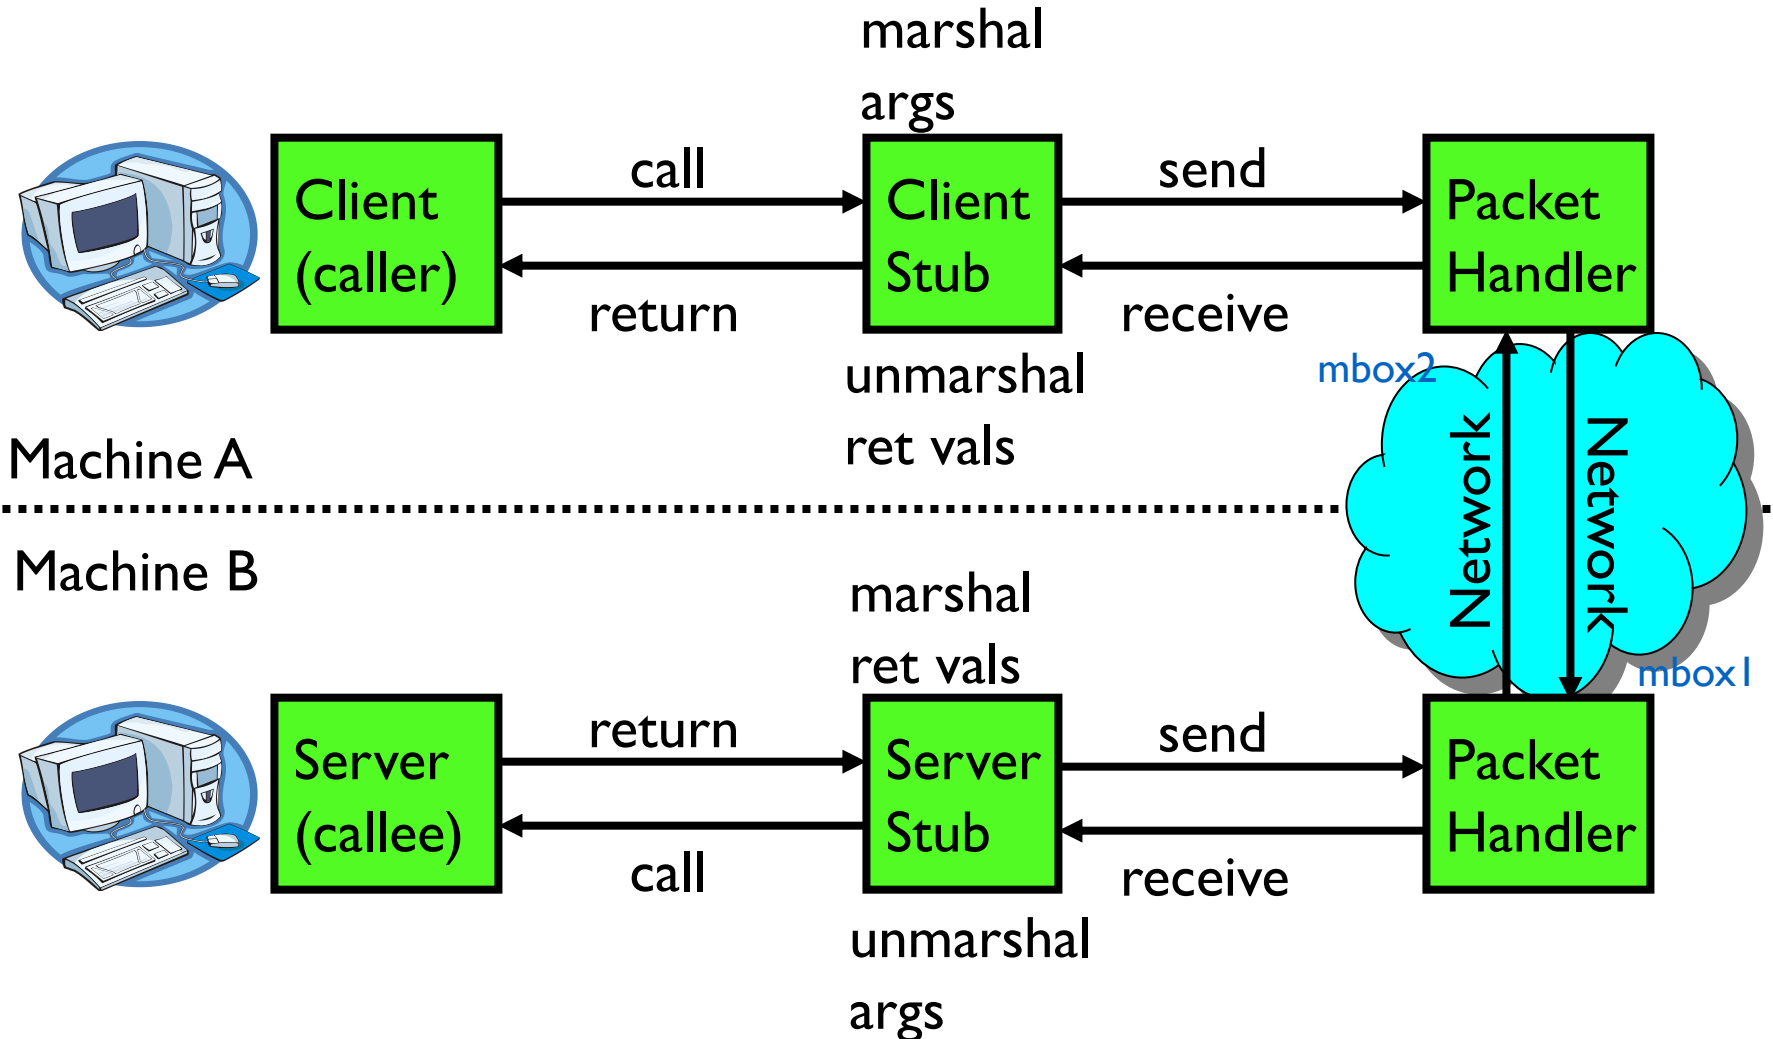 marshal
args
call
send
Client
(caller)
Client
Stub
Packet
Handler
return
receive
unmarshal
ret vals
mbox2
Machine A
Network
Network
Machine B
marshal
ret vals
mbox1
return
send
Server
(callee)
Server
Stub
Packet
Handler
call
receive
unmarshal
args